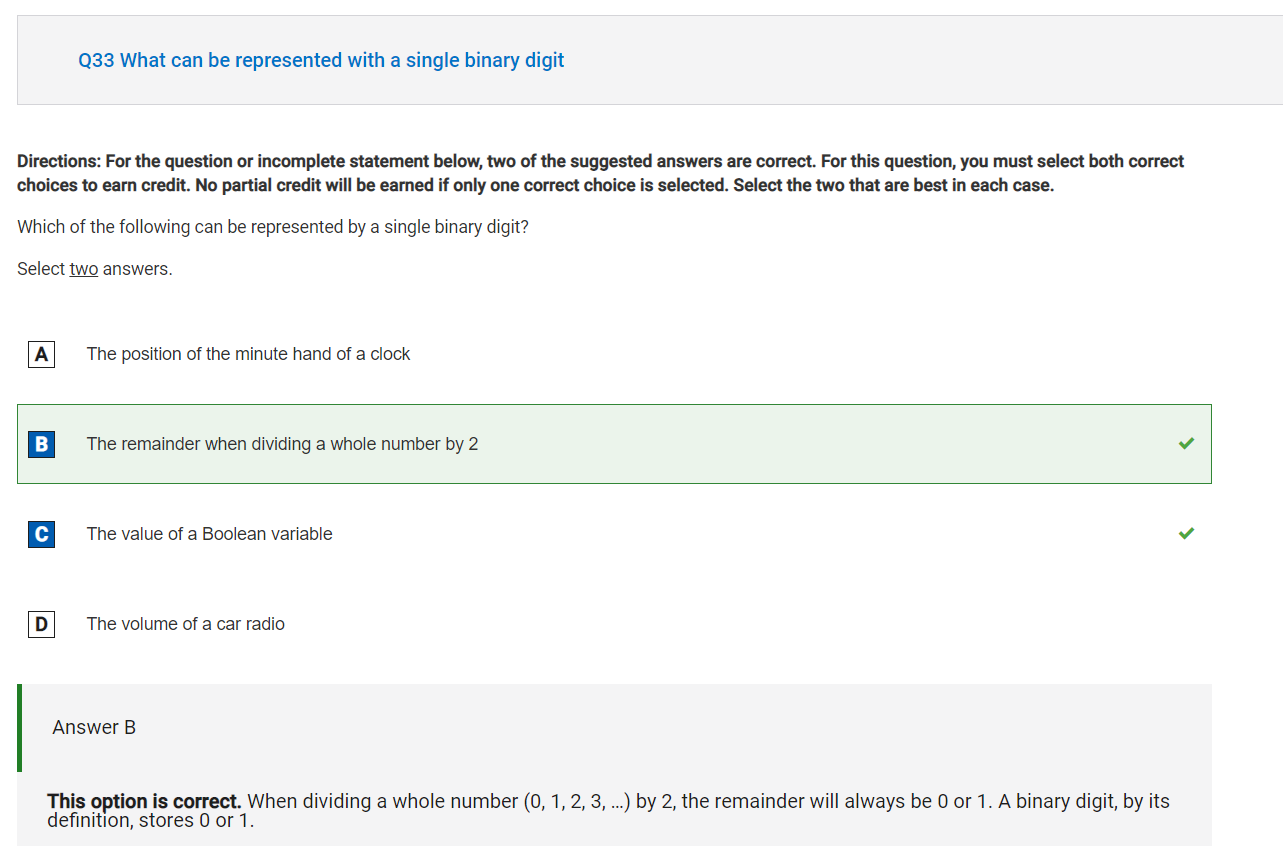 Q33 What can be represented with a single binary digit
Directions: For the question or incomplete statement below, two of the suggested answers are correct. For this question, you must select both correct
choices to earn credit. No partial credit will be earned if only one correct choice is selected. Select the two that are best in each case.
Which of the following can be represented by a single binary digit?
Select two answers.
A The position of the minute hand of a clock
B The remainder when dividing a whole number by 2
C The value of a Boolean variable
D The volume of a car radio
Answer B
This option is correct. When dividing a whole number (0, 1, 2, 3, ...) by 2, the remainder will always be 0 or 1. A binary digit, by its
definition, stores 0 or 1.